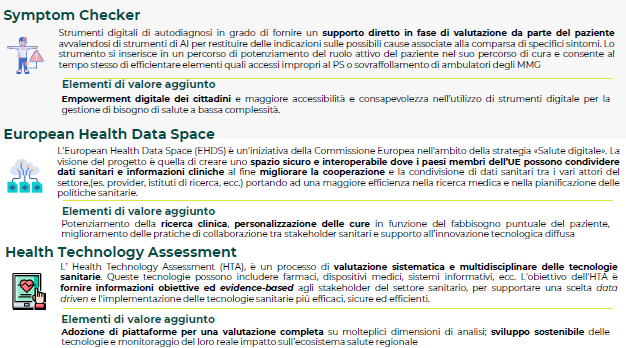 Symptom Checker
Strumenti digitali di autodiagnosi in grado di fornire un supporto diretto in fase di valutazione da parte del paziente
avvalendosi di strumenti di AI per restituire delle indicazioni sulle possibili cause associate alla comparsa di specifici sintomi. Lo
strumento si inserisce in un percorso di potenziamento del ruolo attivo del paziente nel suo percorso di cura e consente al
tempo stesso di efficientare elementi quali accessi impropri al PS o sovraffollamento di ambulatori degli MMG
Elementi di valore aggiunto
Empowerment digitale dei cittadini e maggiore accessibilità e consapevolezza nell'utilizzo di strumenti digitale per la
gestione di bisogno di salute a bassa complessità.
European Health Data Space
L'European Health Data Space (EHDS) è un'iniziativa della Commissione Europea nell'ambito della strategia «Salute digitale». La
visione del progetto è quella di creare uno spazio sicuro e interoperabile dove i paesi membri dell'UE possono condividere
dati sanitari e informazioni cliniche al fine migliorare la cooperazione e la condivisione di dati sanitari tra i vari attori del
settore,(es. provider, istituti di ricerca, ecc.) portando ad una maggiore efficienza nella ricerca medica e nella pianificazione delle
politiche sanitarie.
Elementi di valore aggiunto
Potenziamento della ricerca clinica, personalizzazione delle cure in funzione del fabbisogno puntuale del paziente,
miglioramento delle pratiche di collaborazione tra stakeholder sanitari e supporto all'innovazione tecnologica diffusa
Health Technology Assessment
L' Health Technology Assessment (HTA), è un processo di valutazione sistematica e multidisciplinare delle tecnologie
sanitarie. Queste tecnologie possono includere farmaci, dispositivi medici, sistemi informativi, ecc. L'obiettivo dell'HTA è
fornire informazioni obiettive ed evidence-based agli stakeholder del settore sanitario, per supportare una scelta data
driven e l'implementazione delle tecnologie sanitarie più efficaci, sicure ed efficienti.
Elementi di valore aggiunto
Adozione di piattaforme per una valutazione completa su molteplici dimensioni di analisi; sviluppo sostenibile delle
tecnologie e monitoraggio del loro reale impatto sull'ecosistema salute regionale